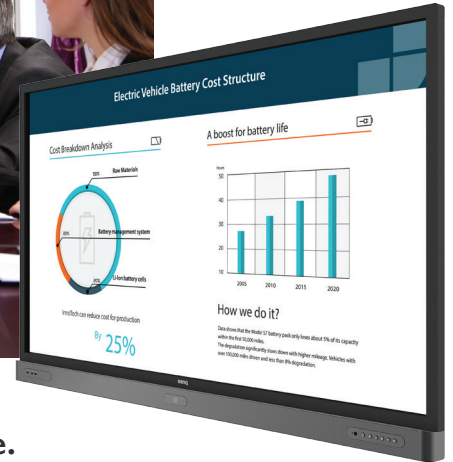 Electric Vehicle Battery Cost Structure
Cost Breakdown Analysis
50%
Raw Materials
20%
Battery management system
Li-Ion battery cells
InnoTech can reduce cost for production
By 25%
A boost for battery life
Hours
50
40
30
20
10
2005 2010 2015 2020
How we do it?
Data shows that the Model S7 battery pack only loses about 5% of its capacity
within the first 50,000 miles.
The degradation significantly slows down with higher mileage. Vehicles with
over 100,000 miles driven and less than 8% degradation.
BenQ
e.